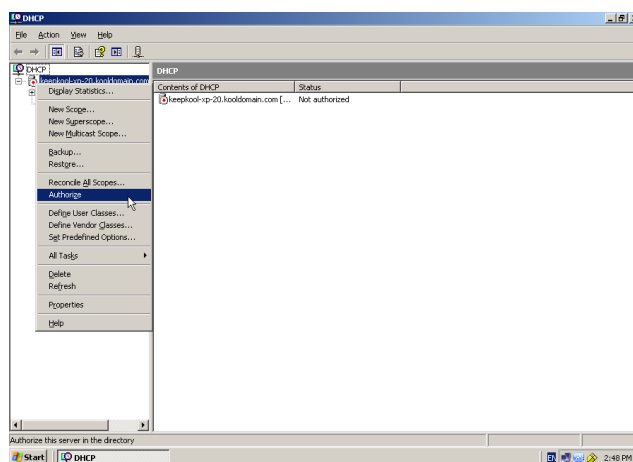 DHCP
File Action View Help
DHCP
keepkool-xp-20.kooldomain.com
DHCP
Contents of DHCP Status
keepkool-xp-20.kooldomain.com [... Not authorized
Display Statistics...
New Scope...
New Superscope...
New Multicast Scope...
Backup...
Restore...
Reconcile All Scopes...
Authorize
Define User Classes...
Define Vendor Classes...
Set Predefined Options...
All Tasks
Delete
Refresh
Properties
Help
Authorize this server in the directory
Start DHCP EN 2:48 PM